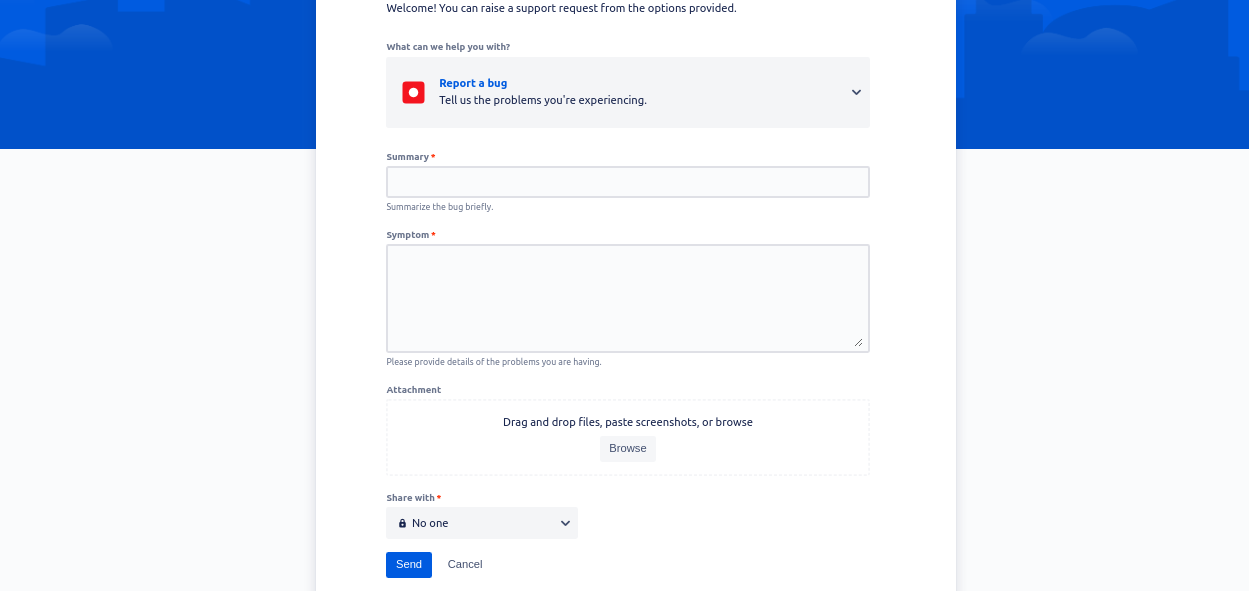 Welcome! You can raise a support request from the options provided.
What can we help you with?
Report a bug
Tell us the problems you're experiencing.
Summary *
Summarize the bug briefly.
Symptom *
Please provide details of the problems you are having.
Attachment
Drag and drop files, paste screenshots, or browse
Browse
Share with *
No one
Send Cancel